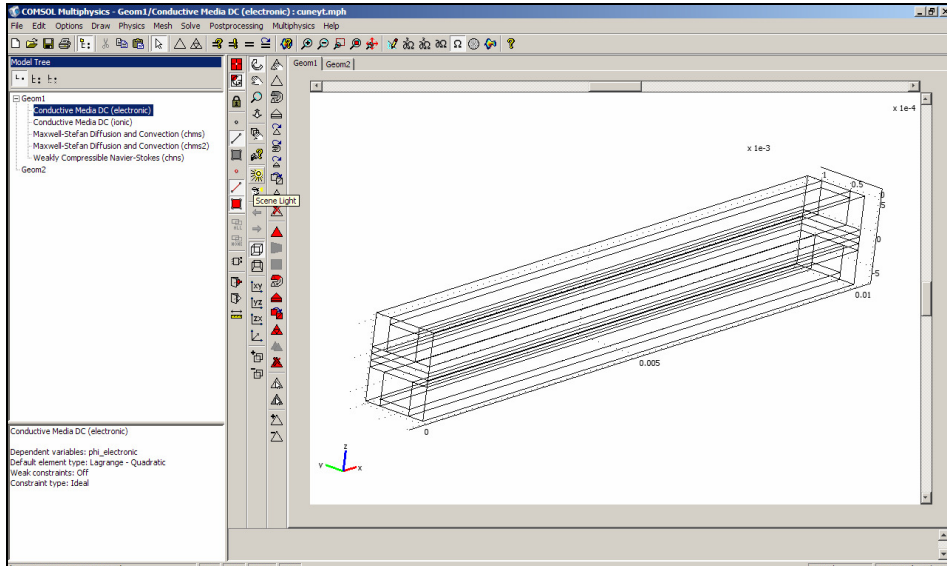 COMSOL Multiphysics - Geom1/Conductive Media DC (electronic) : cuneyt.mph
File Edit Options Draw Physics Mesh Solve Postprocessing Multiphysics Help
Model Tree
Geom1
Conductive Media DC (electronic)
Conductive Media DC (ionic)
Maxwell-Stefan Diffusion and Convection (chms)
Maxwell-Stefan Diffusion and Convection (chms2)
Weakly Compressible Navier-Stokes (chns)
Geom2
Conductive Media DC (electronic)
Dependent variables: phi_electronic
Default element type: Lagrange - Quadratic
Weak constraints: Off
Constraint type: Ideal
Scene Light
xy
yz
zx
Geom1 Geom2
x 1e-4
x 1e-3
1
0.5
0
5
0
-5
0.01
0.005
0
z
y
x